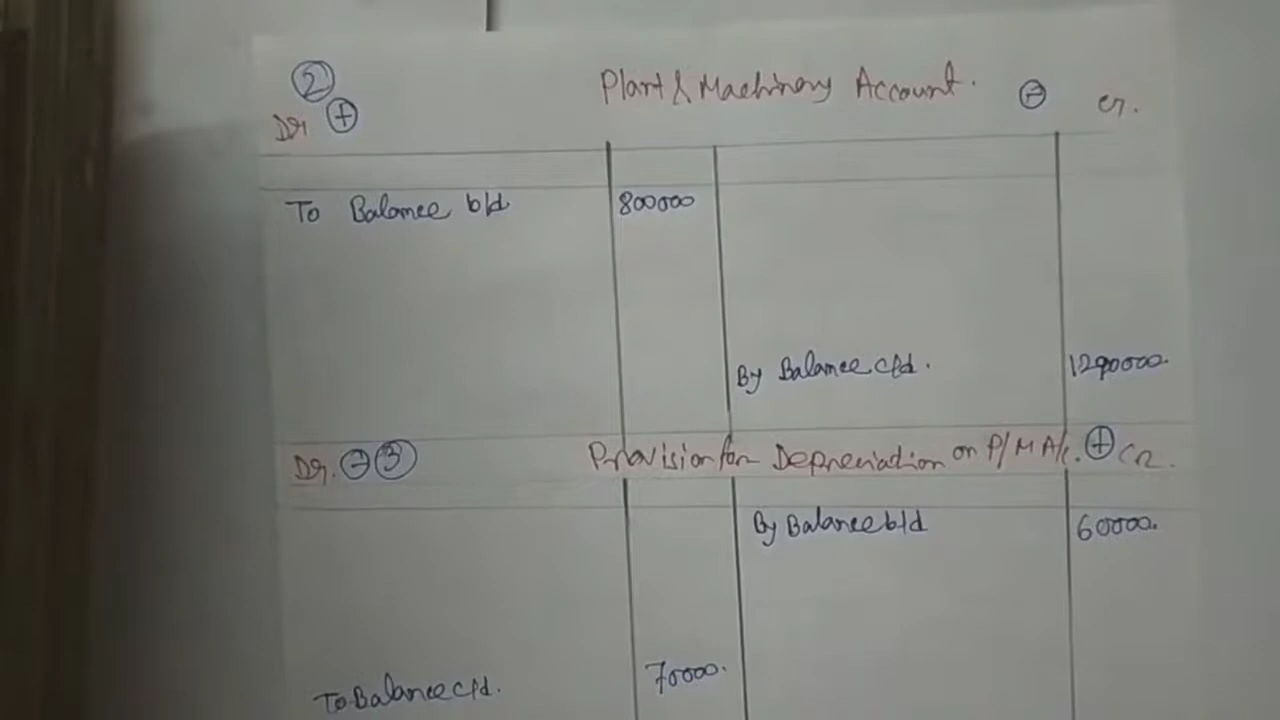 ②
Plant & Machinery Account. ⊖ Cr.
Dr. ⊕
To Balance b/d 800000
By Balance c/d. 1290000.
Dr. ⊖ ③ Provision for Depreciation on P/M A/c. ⊕ Cr.
By Balance b/d 60000.
To Balance c/d. 70000.